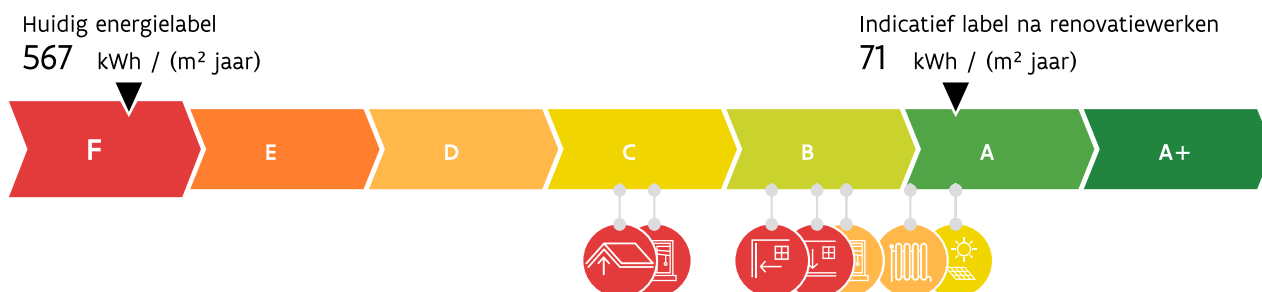 Huidig energielabel
567 kWh / (m² jaar)
Indicatief label na renovatiewerken
71 kWh / (m² jaar)
F E D C B A A+